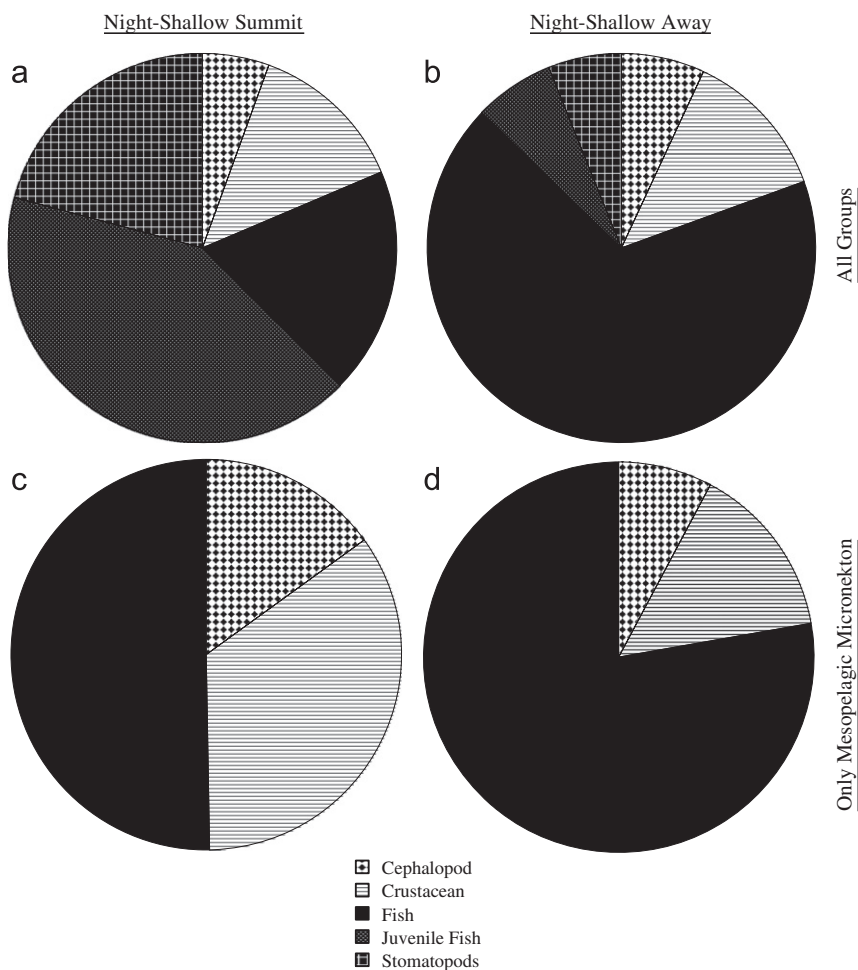 Night-Shallow Summit
Night-Shallow Away
a
b
All Groups
c
d
Only Mesopelagic Micronekton
Cephalopod
Crustacean
Fish
Juvenile Fish
Stomatopods